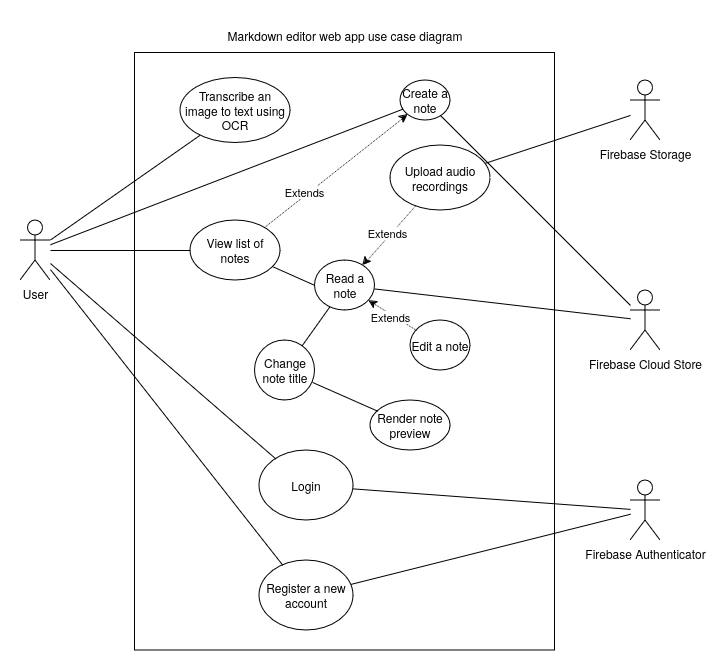 Markdown editor web app use case diagram
Transcribe an
image to text using
OCR
Create a
note
Firebase Storage
Upload audio
recordings
Extends
Extends
View list of
notes
User
Read a
note
Extends
Edit a note
Firebase Cloud Store
Change
note title
Render note
preview
Login
Firebase Authenticator
Register a new
account